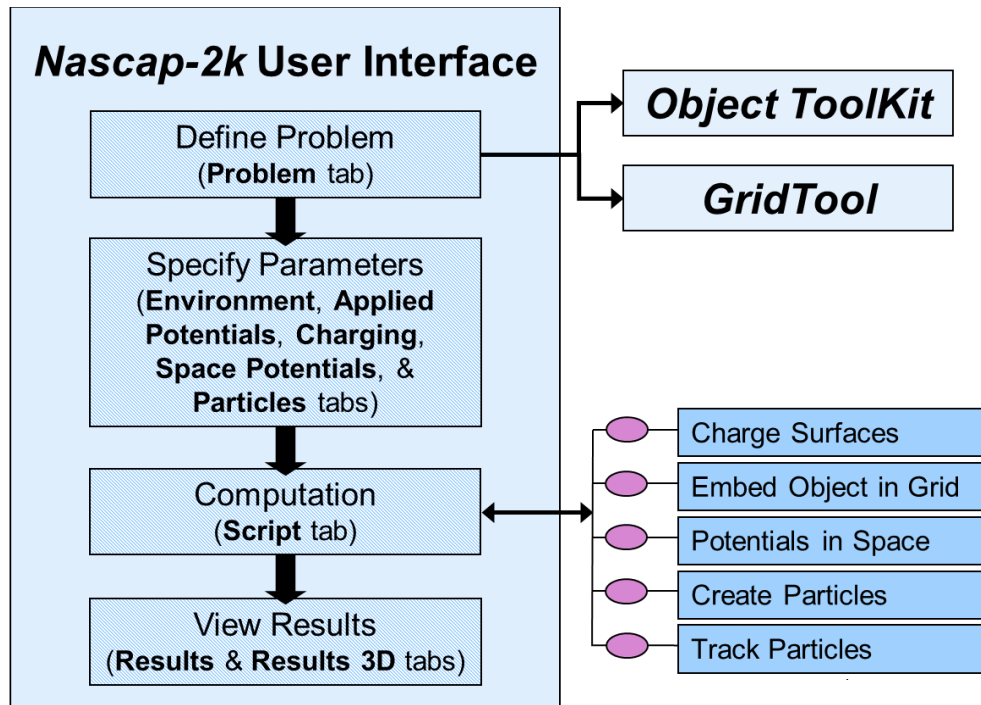 Nascap-2k User Interface
Define Problem
(Problem tab)
Specify Parameters
(Environment, Applied
Potentials, Charging,
Space Potentials, &
Particles tabs)
Computation
(Script tab)
View Results
(Results & Results 3D tabs)
Object ToolKit
GridTool
Charge Surfaces
Embed Object in Grid
Potentials in Space
Create Particles
Track Particles